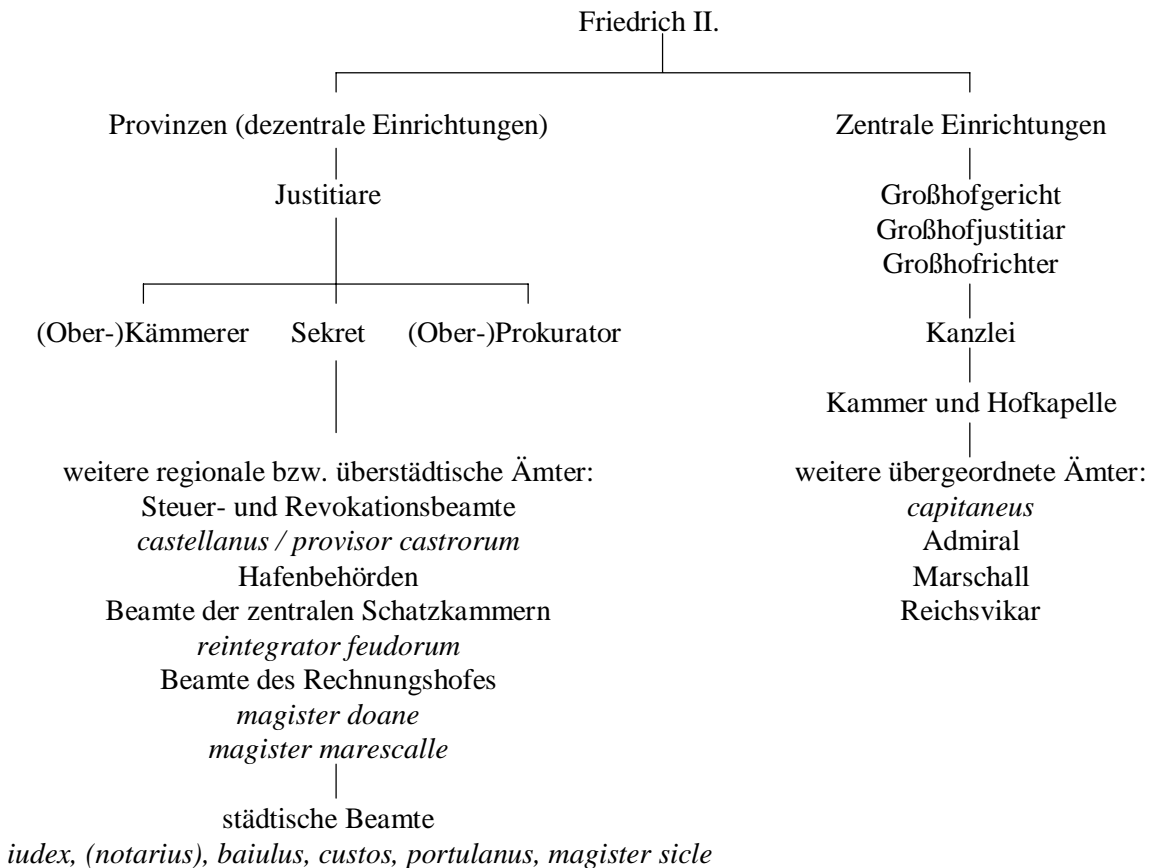 Friedrich II.
Provinzen (dezentrale Einrichtungen)
Zentrale Einrichtungen
Justitiare
Großhofgericht
Großhofjustitiar
Großhofrichter
(Ober-)Kämmerer
Sekret
(Ober-)Prokurator
Kanzlei
Kammer und Hofkapelle
weitere regionale bzw. überstädtische Ämter:
Steuer- und Revokationsbeamte
castellanus / provisor castrorum
Hafenbehörden
Beamte der zentralen Schatzkammern
reintegrator feudorum
Beamte des Rechnungshofes
magister doane
magister marescalle
weitere übergeordnete Ämter:
capitaneus
Admiral
Marschall
Reichsvikar
städtische Beamte
iudex, (notarius), baiulus, custos, portulanus, magister sicle